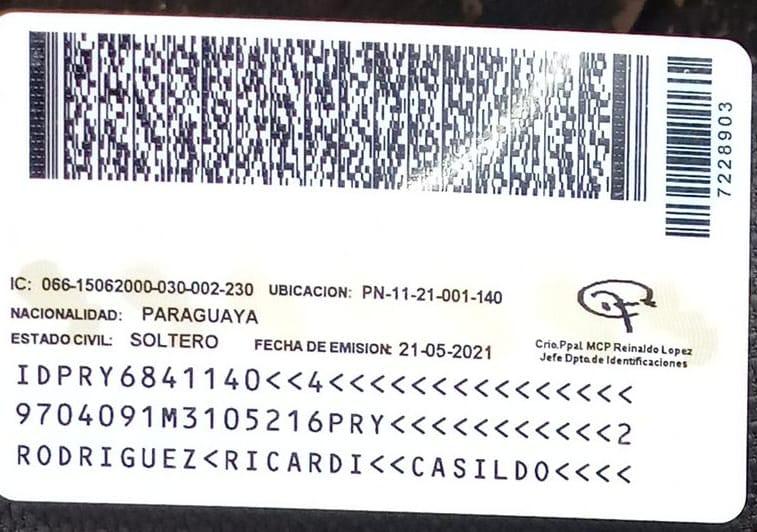 7228903
IC: 066-15062000-030-002-230 UBICACION: PN-11-21-001-140
NACIONALIDAD: PARAGUAYA
ESTADO CIVIL: SOLTERO FECHA DE EMISION: 21-05-2021
Crio.Ppal. MCP Reinaldo Lopez
Jefe Dpto.de Identificaciones
IDPRY6841140<<4<<<<<<<<<<<<<<<
9704091M3105216PRY<<<<<<<<<<<2
RODRIGUEZ<RICARDI<<CASILDO<<<<